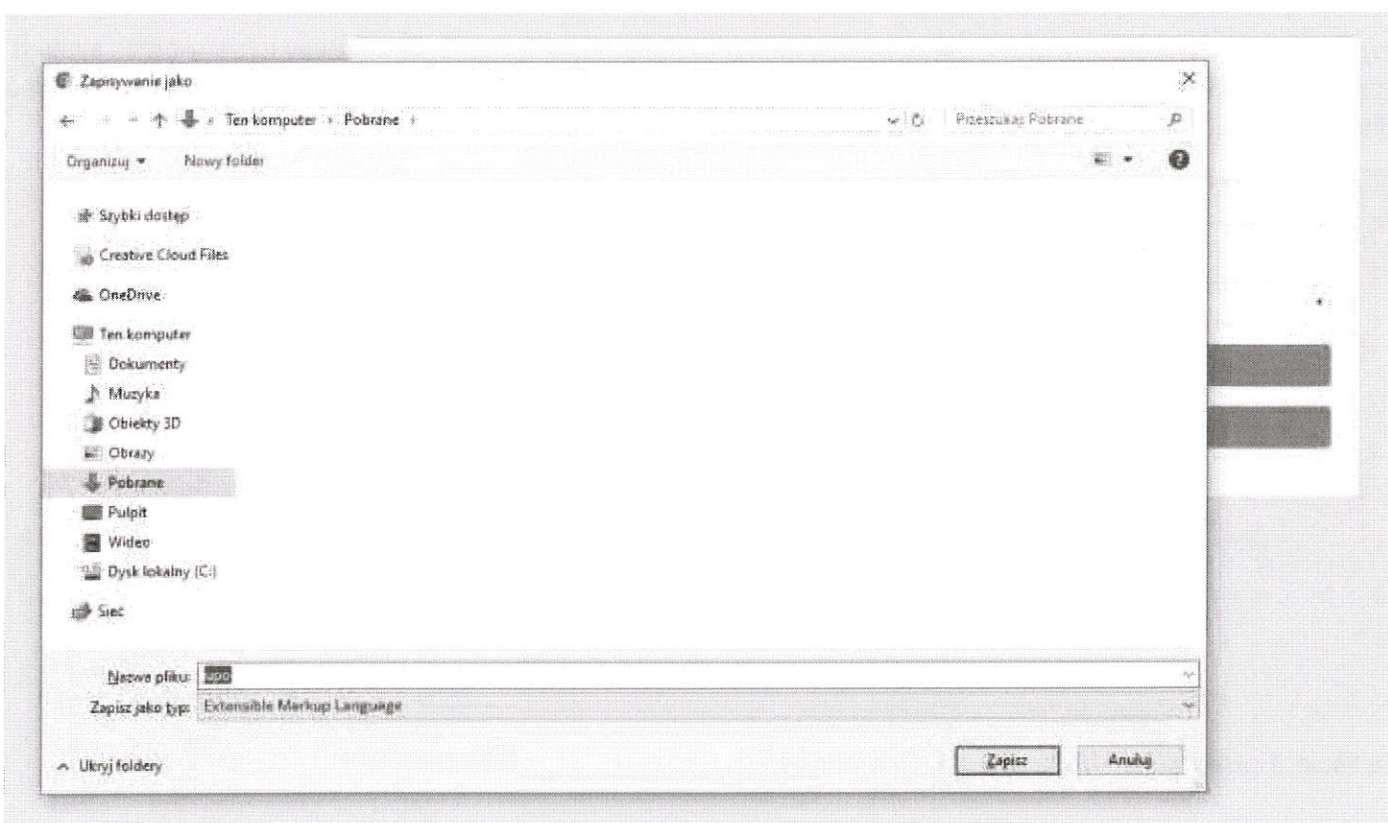 Zapisywanie jako
Ten komputer › Pobrane ›
Przeszukaj: Pobrane
Organizuj
Nowy folder
Szybki dostęp
Creative Cloud Files
OneDrive
Ten komputer
Dokumenty
Muzyka
Obiekty 3D
Obrazy
Pobrane
Pulpit
Wideo
Dysk lokalny (C:)
Sieć
Nazwa pliku: upo
Zapisz jako typ: Extensible Markup Language
Ukryj foldery
Zapisz
Anuluj